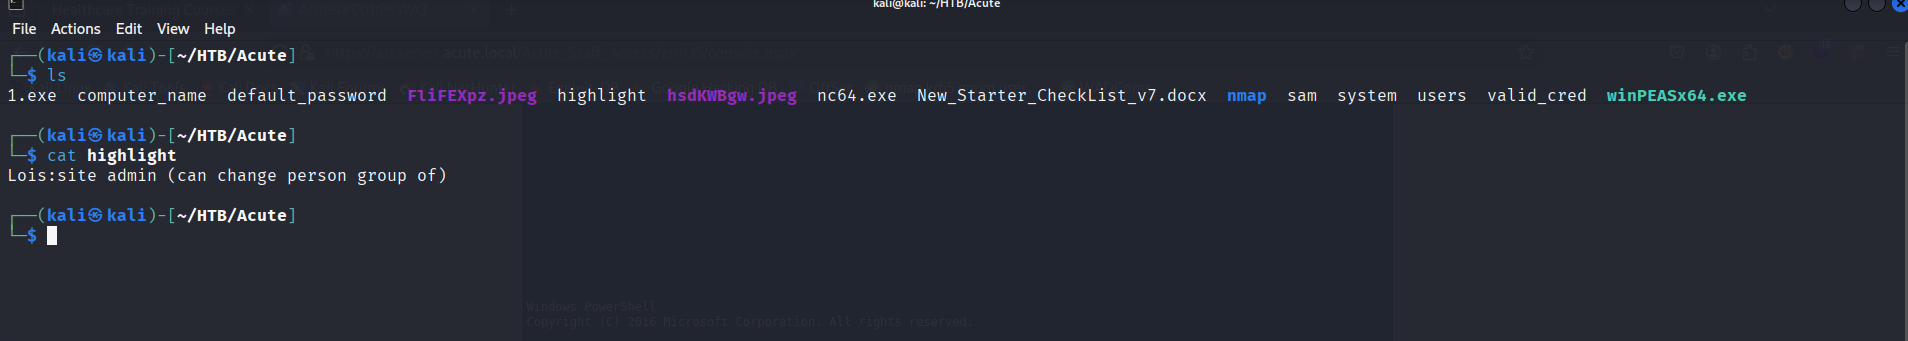 kali@kali: ~/HTB/Acute
File Actions Edit View Help
┌──(kali㉿kali)-[~/HTB/Acute]
└─$ ls
1.exe computer_name default_password FliFEXpz.jpeg highlight hsdKWBgw.jpeg nc64.exe New_Starter_CheckList_v7.docx nmap sam system users valid_cred winPEASx64.exe
┌──(kali㉿kali)-[~/HTB/Acute]
└─$ cat highlight
Lois:site admin (can change person group of)
┌──(kali㉿kali)-[~/HTB/Acute]
└─$
Windows PowerShell
Copyright (C) 2016 Microsoft Corporation. All rights reserved.